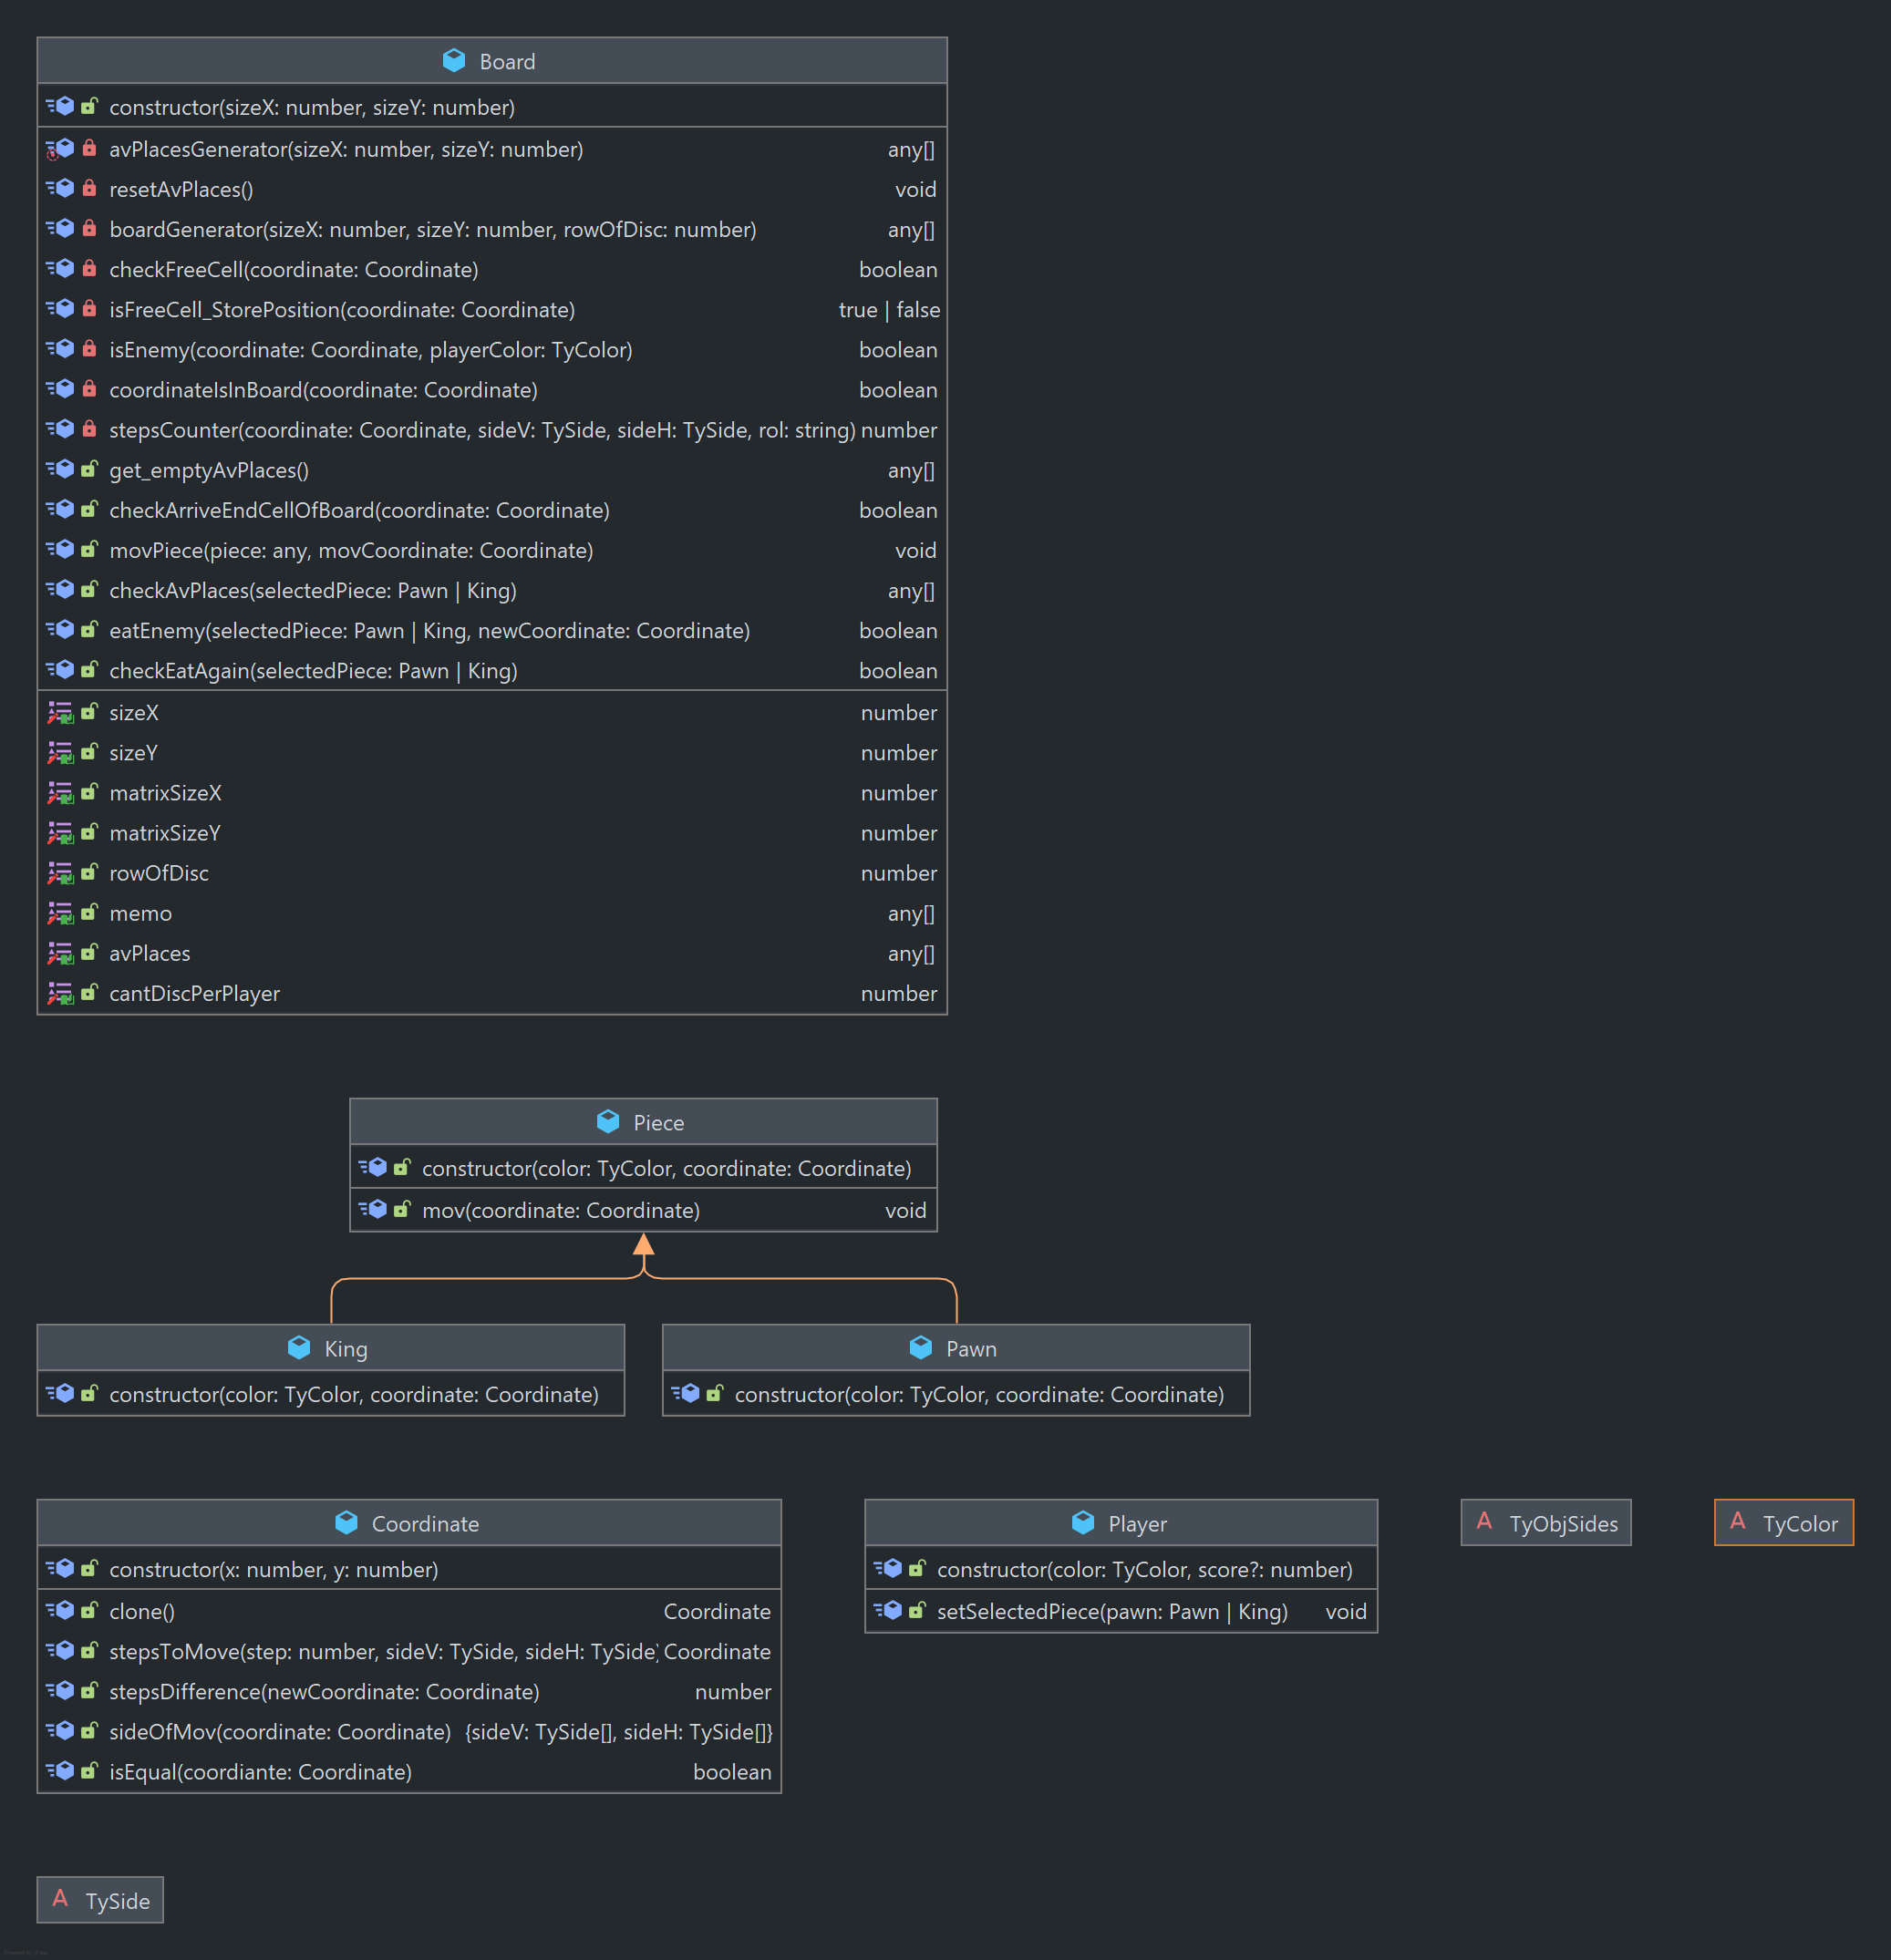 Board
constructor(sizeX: number, sizeY: number)
avPlacesGenerator(sizeX: number, sizeY: number) any[]
resetAvPlaces() void
boardGenerator(sizeX: number, sizeY: number, rowOfDisc: number) any[]
checkFreeCell(coordinate: Coordinate) boolean
isFreeCell_StorePosition(coordinate: Coordinate) true | false
isEnemy(coordinate: Coordinate, playerColor: TyColor) boolean
coordinateIsInBoard(coordinate: Coordinate) boolean
stepsCounter(coordinate: Coordinate, sideV: TySide, sideH: TySide, rol: string) number
get_emptyAvPlaces() any[]
checkArriveEndCellOfBoard(coordinate: Coordinate) boolean
movPiece(piece: any, movCoordinate: Coordinate) void
checkAvPlaces(selectedPiece: Pawn | King) any[]
eatEnemy(selectedPiece: Pawn | King, newCoordinate: Coordinate) boolean
checkEatAgain(selectedPiece: Pawn | King) boolean
sizeX number
sizeY number
matrixSizeX number
matrixSizeY number
rowOfDisc number
memo any[]
avPlaces any[]
cantDiscPerPlayer number
Piece
constructor(color: TyColor, coordinate: Coordinate)
mov(coordinate: Coordinate) void
King
constructor(color: TyColor, coordinate: Coordinate)
Pawn
constructor(color: TyColor, coordinate: Coordinate)
Coordinate
constructor(x: number, y: number)
clone() Coordinate
stepsToMove(step: number, sideV: TySide, sideH: TySide) Coordinate
stepsDifference(newCoordinate: Coordinate) number
sideOfMov(coordinate: Coordinate) {sideV: TySide[], sideH: TySide[]}
isEqual(coordiante: Coordinate) boolean
Player
constructor(color: TyColor, score?: number)
setSelectedPiece(pawn: Pawn | King) void
A TyObjSides
A TyColor
A TySide